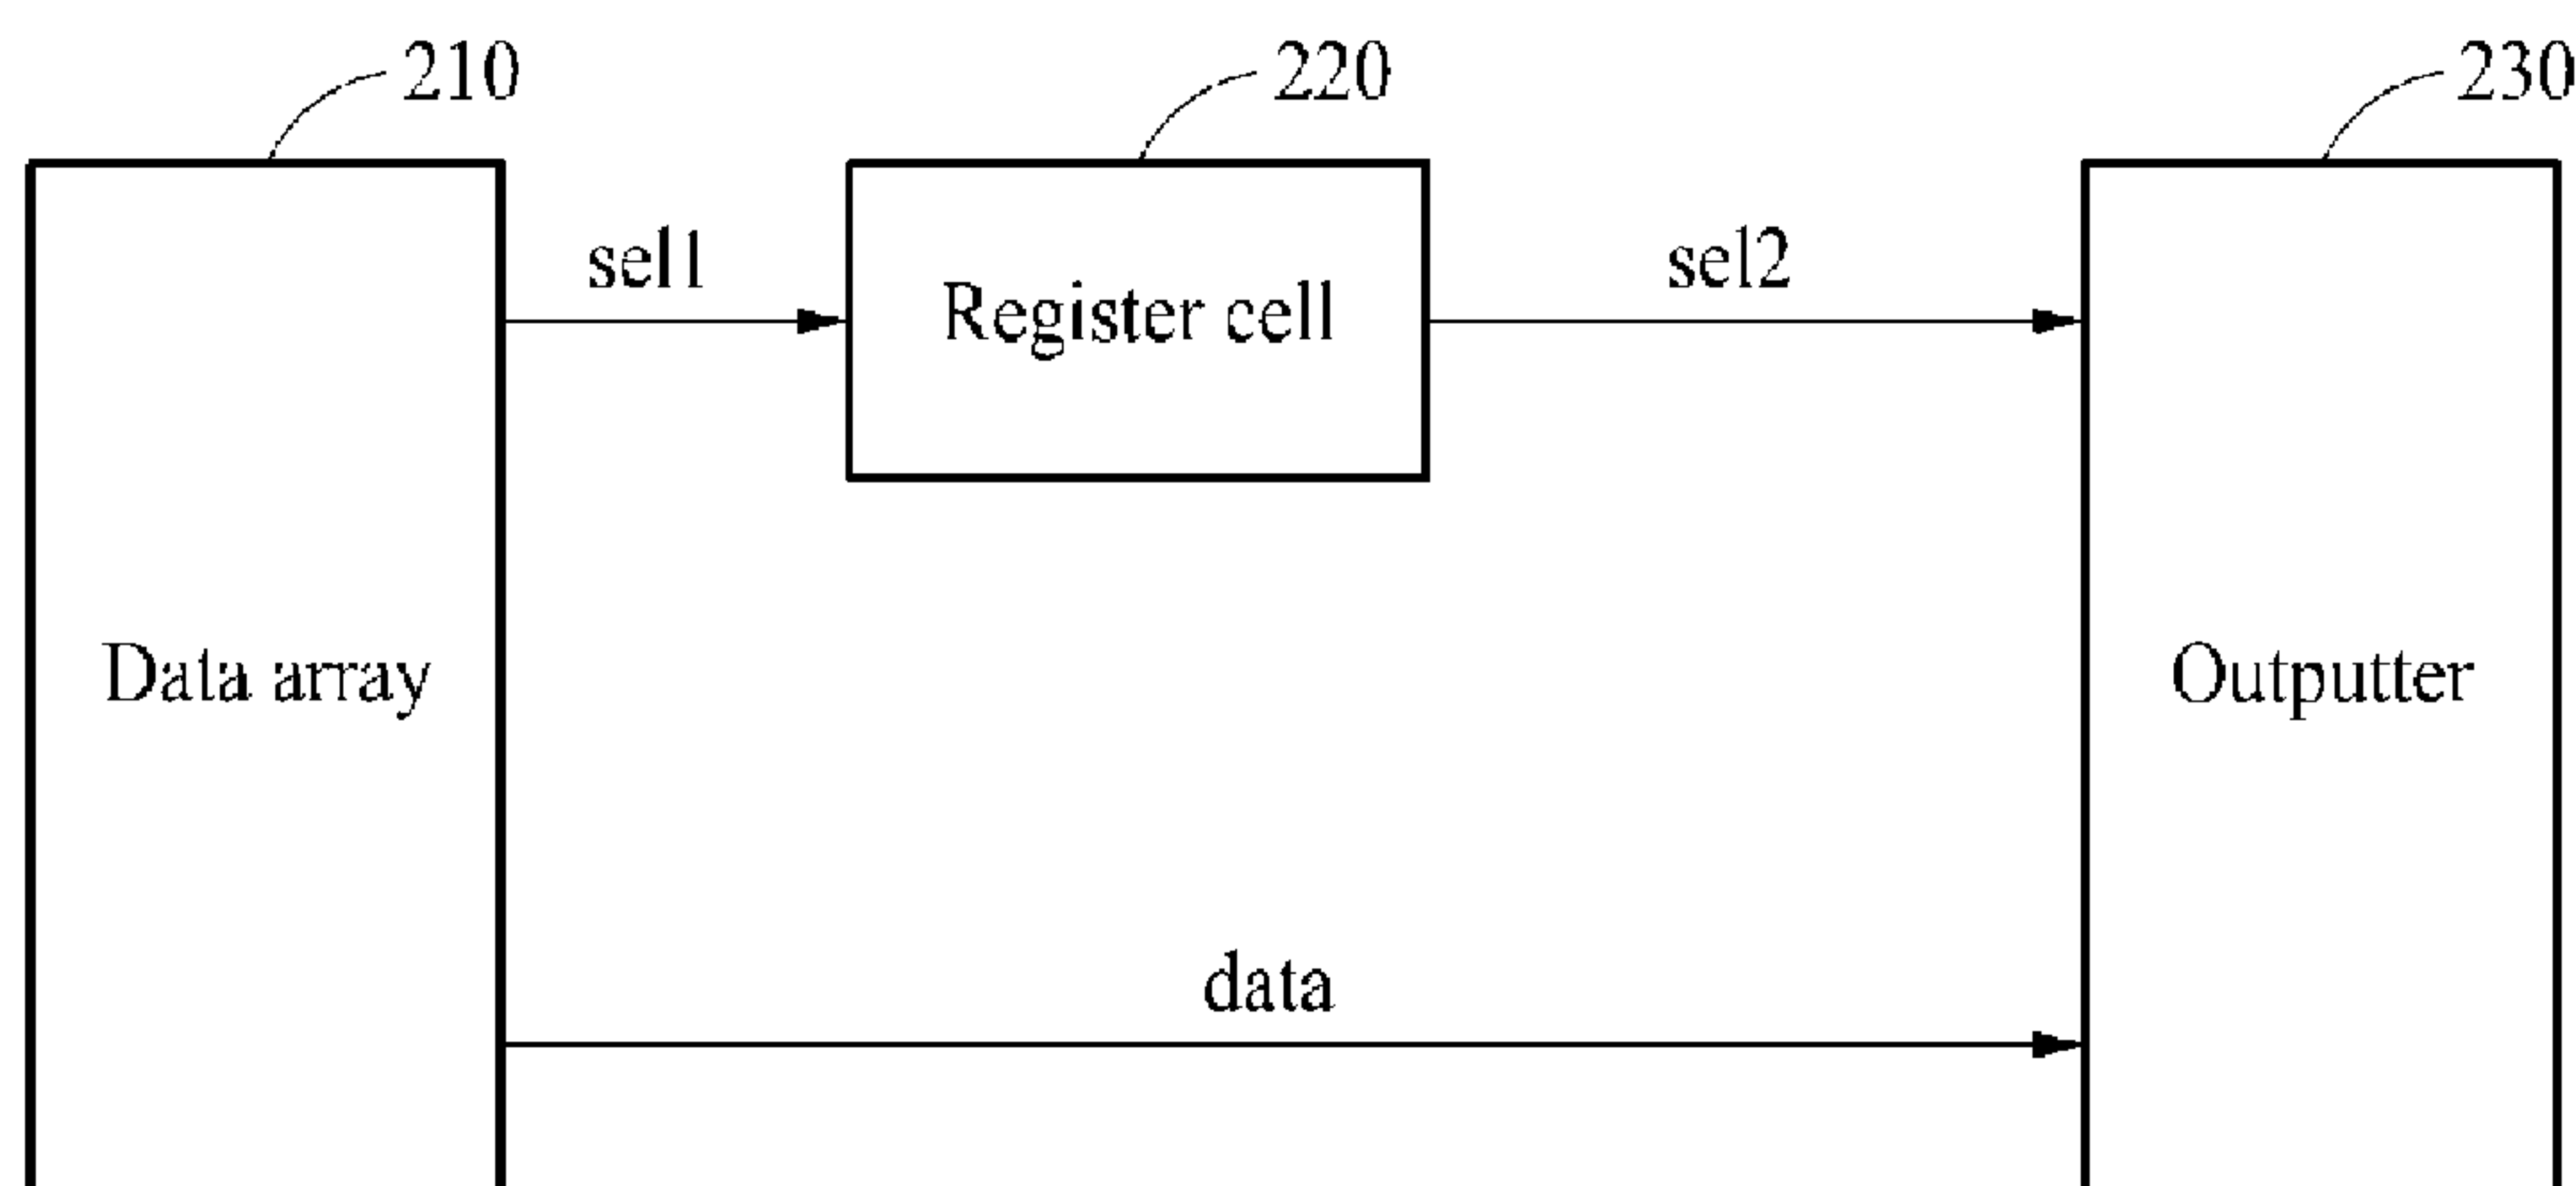 210
220
230
sel1
sel2
Register cell
Data array
Outputter
data